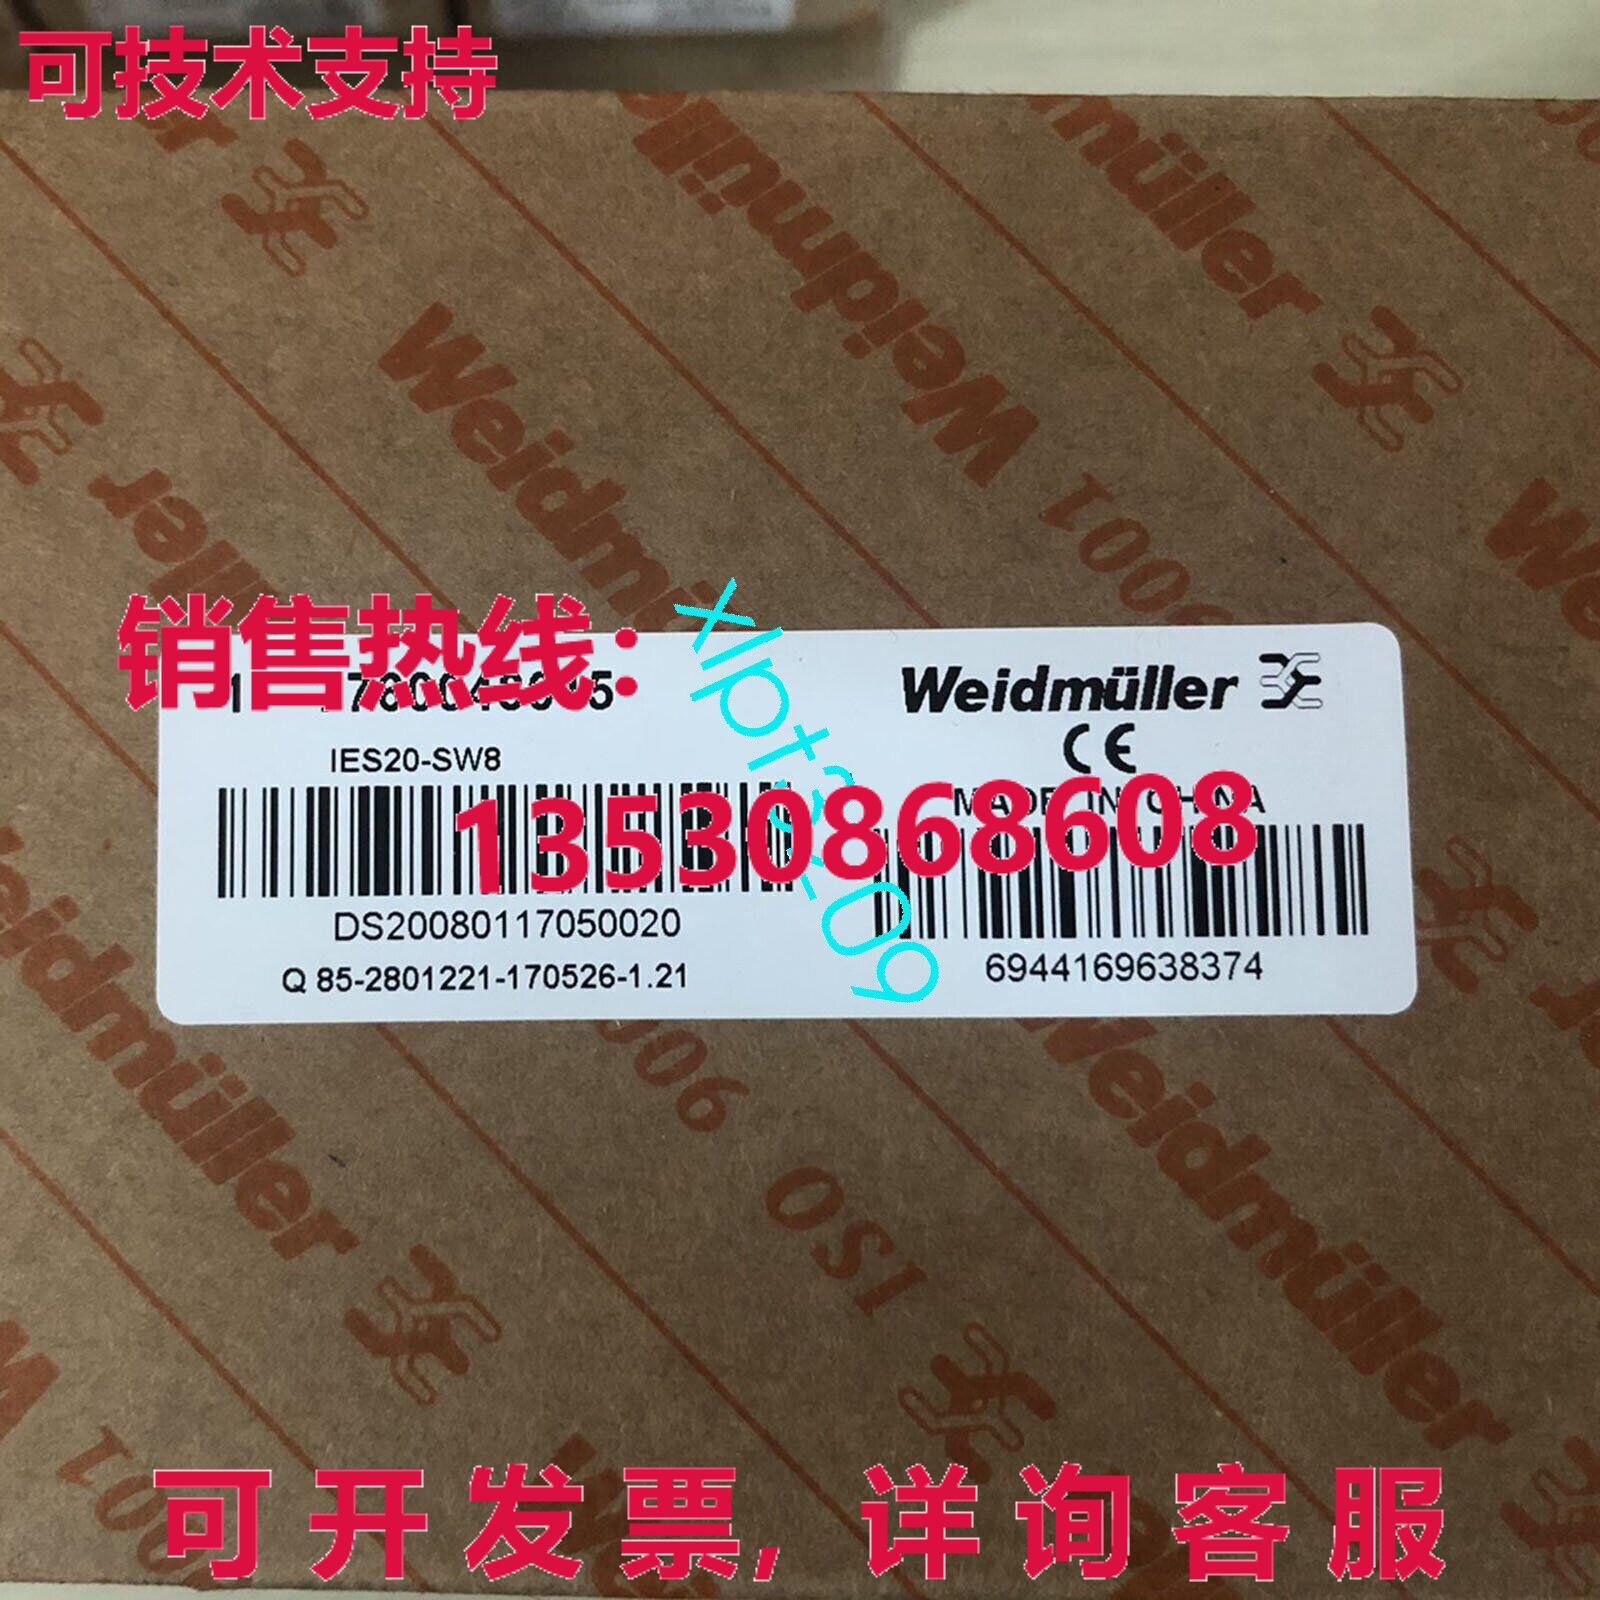 可技术支持
Weidmüller
销售热线:
Weidmüller
CE
IES20-SW8
MADE IN CHINA
13530868608
DS20080117050020
Q 85-2801221-170526-1.21
6944169638374
Weidmüller
Weidmüller
ISO
可开发票,详询客服